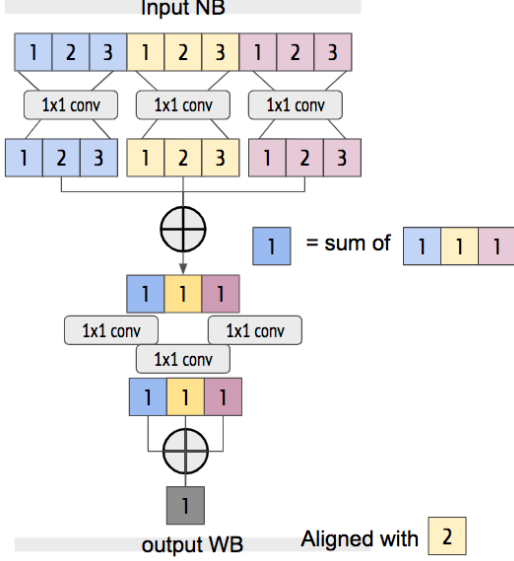 Input NB
1 2 3 1 2 3 1 2 3
1x1 conv 1x1 conv 1x1 conv
1 2 3 1 2 3 1 2 3
1 = sum of 1 1 1
1 1 1
1x1 conv 1x1 conv
1x1 conv
1 1 1
1
output WB Aligned with 2